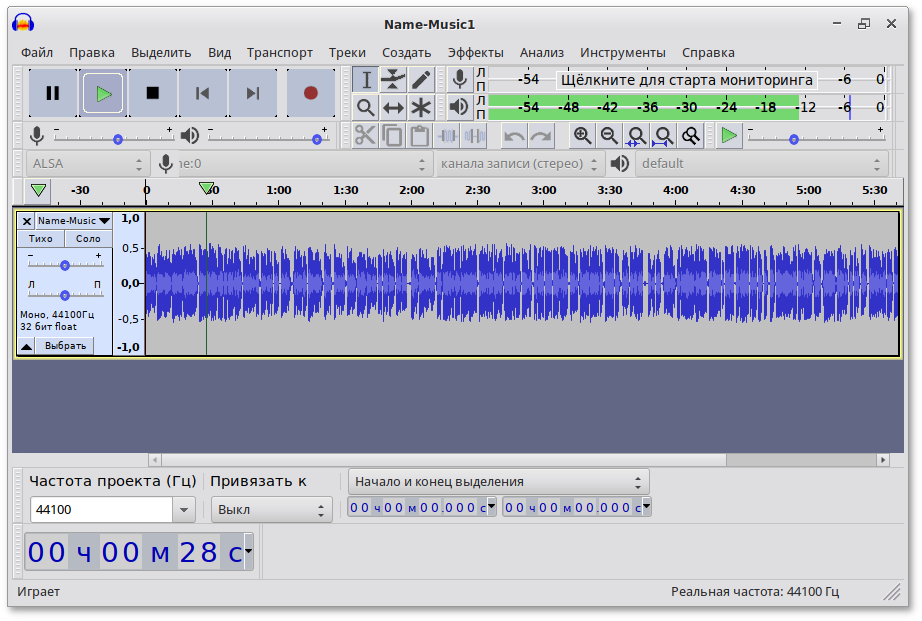 Name-Music1
Файл Правка Выделить Вид Транспорт Треки Создать Эффекты Анализ Инструменты Справка
Л П -54 Щёлкните для старта мониторинга -6 0
Л П -54 -48 -42 -36 -30 -24 -18 -12 -6 0
- + - + - +
ALSA не:0 канала записи (стерео) default
-30 0 30 1:00 1:30 2:00 2:30 3:00 3:30 4:00 4:30 5:00 5:30
Name-Music 1,0
Тихо Соло
0,5
- +
0,0
Л П
Моно, 44100Гц -0,5
32 бит float
Выбрать -1,0
Частота проекта (Гц) Привязать к Начало и конец выделения
44100 Выкл 00 ч 00 м 00.000 с 00 ч 00 м 00.000 с
00 ч 00 м 28 с
Играет Реальная частота: 44100 Гц